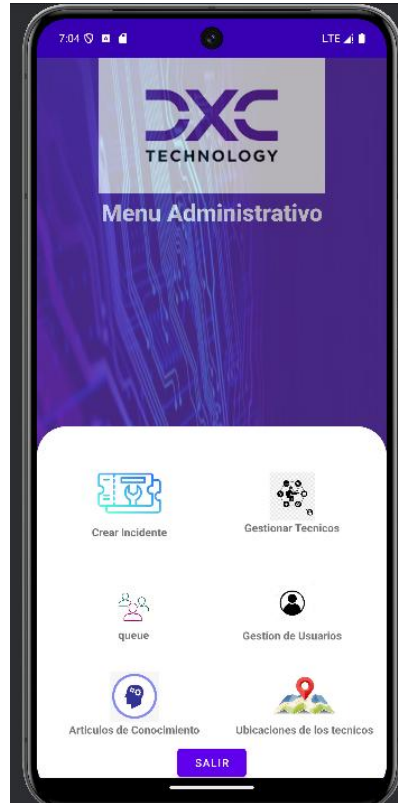 7:04
LTE
DXC
TECHNOLOGY
Menu Administrativo
Crear Incidente
Gestionar Tecnicos
queue
Gestion de Usuarios
Articulos de Conocimiento
Ubicaciones de los tecnicos
SALIR